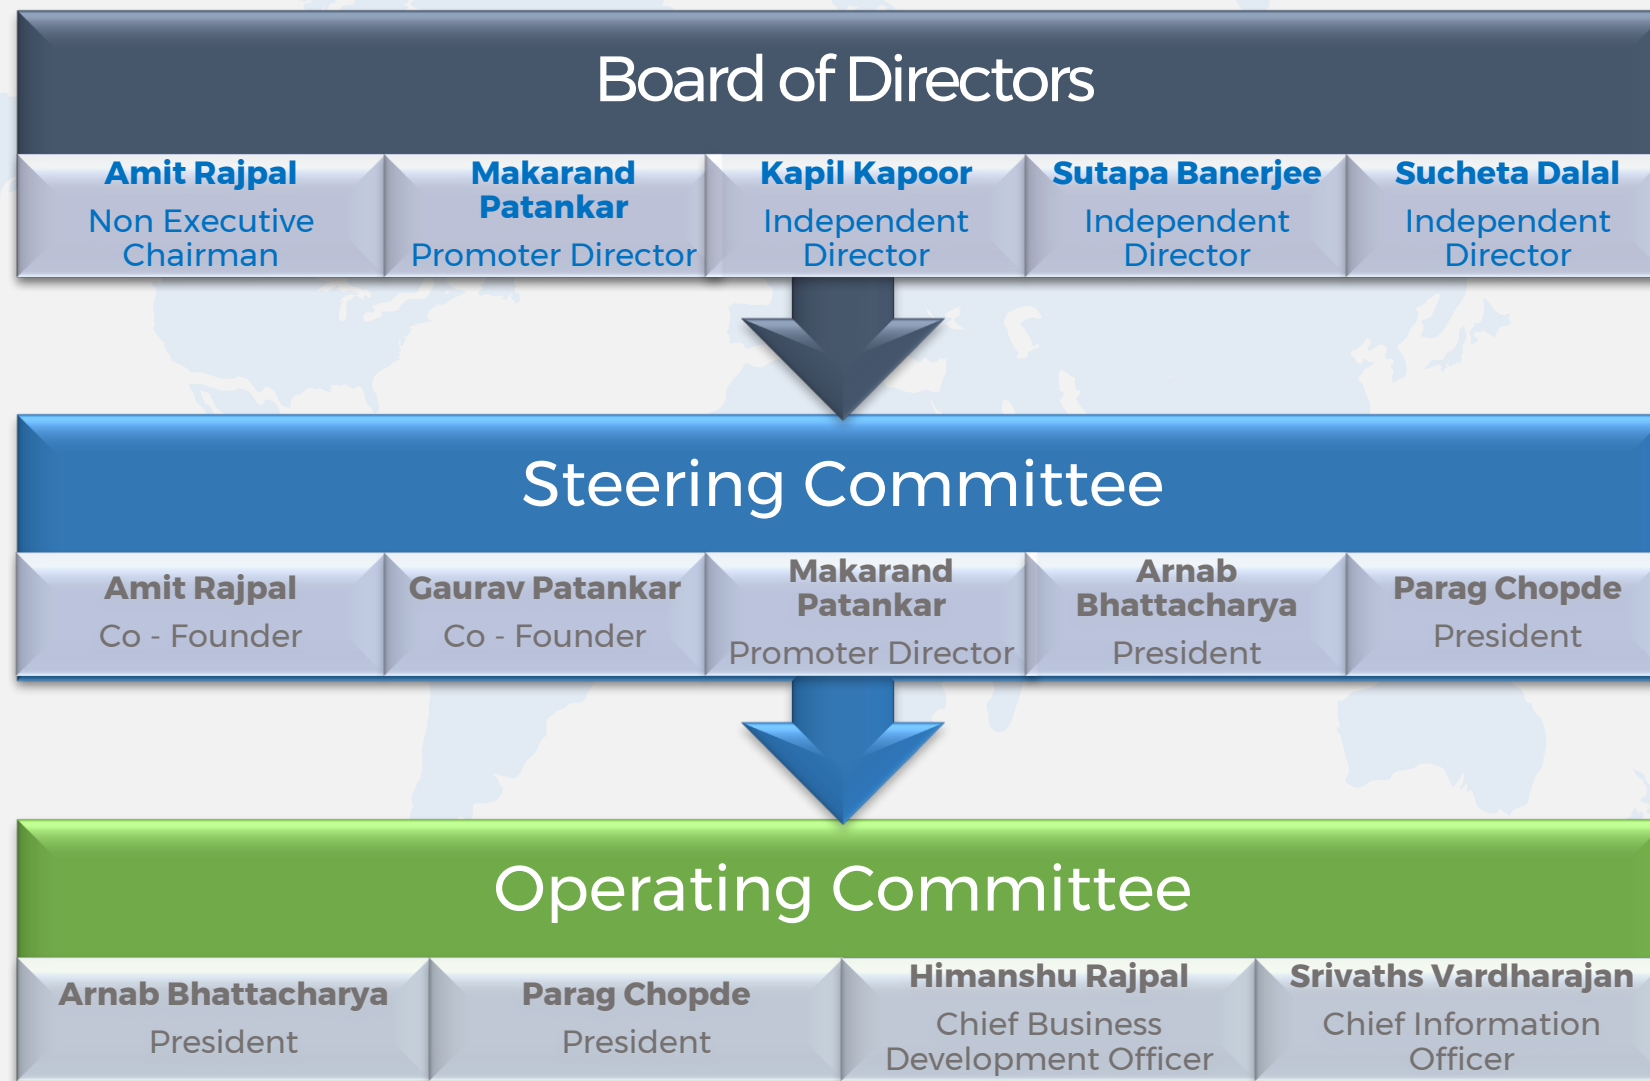 Board of Directors
Amit Rajpal
Non Executive
Chairman
Makarand
Patankar
Promoter Director
Kapil Kapoor
Independent
Director
Sutapa Banerjee
Independent
Director
Sucheta Dalal
Independent
Director
Steering Committee
Amit Rajpal
Co - Founder
Gaurav Patankar
Co - Founder
Makarand
Patankar
Promoter Director
Arnab
Bhattacharya
President
Parag Chopde
President
Operating Committee
Arnab Bhattacharya
President
Parag Chopde
President
Himanshu Rajpal
Chief Business
Development Officer
Srivaths Vardharajan
Chief Information
Officer